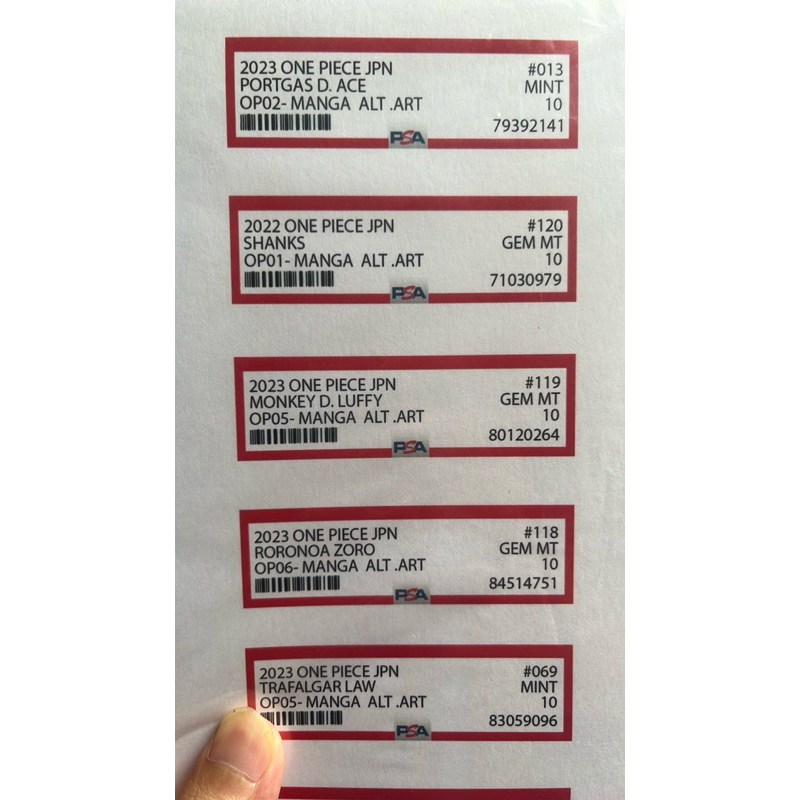 2023 ONE PIECE JPN #013
PORTGAS D. ACE MINT
OP02- MANGA ALT .ART 10
79392141
PSA
2022 ONE PIECE JPN #120
SHANKS GEM MT
OP01- MANGA ALT .ART 10
71030979
PSA
2023 ONE PIECE JPN #119
MONKEY D. LUFFY GEM MT
OP05- MANGA ALT .ART 10
80120264
PSA
2023 ONE PIECE JPN #118
RORONOA ZORO GEM MT
OP06- MANGA ALT .ART 10
84514751
PSA
2023 ONE PIECE JPN #069
TRAFALGAR LAW MINT
OP05- MANGA ALT .ART 10
83059096
PSA